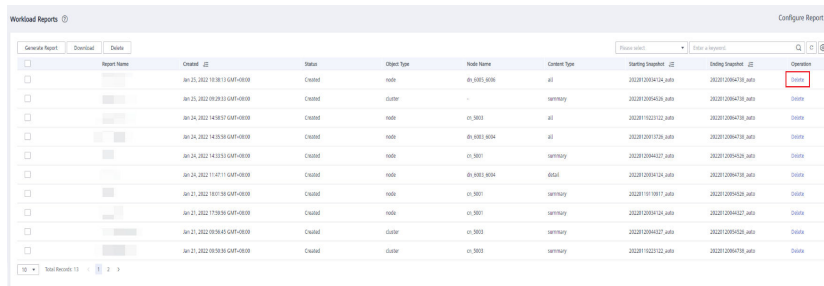 Workload Reports
Configure Report
Generate Report Download Delete Please select. Enter a keyword.
Report Name Created Status Object Type Node Name Content Type Starting Snapshot Ending Snapshot Operation
Jan 25, 2022 10:38:13 GMT+08:00 Created node dn_6005_6006 all 20220120034124_auto 20220120064738_auto Delete
Jan 25, 2022 09:29:33 GMT+08:00 Created cluster - summary 20220120054526_auto 20220120064738_auto Delete
Jan 24, 2022 14:58:57 GMT+08:00 Created node cn_5003 all 20220119223122_auto 20220120064738_auto Delete
Jan 24, 2022 14:35:58 GMT+08:00 Created node dn_6003_6004 all 20220120013726_auto 20220120064738_auto Delete
Jan 24, 2022 14:33:53 GMT+08:00 Created node cn_5001 summary 20220120044327_auto 20220120054526_auto Delete
Jan 24, 2022 11:47:11 GMT+08:00 Created node dn_6003_6004 detail 20220120034124_auto 20220120064738_auto Delete
Jan 21, 2022 18:01:58 GMT+08:00 Created node cn_5001 summary 20220119110017_auto 20220120054526_auto Delete
Jan 21, 2022 17:59:56 GMT+08:00 Created node cn_5001 summary 20220120034124_auto 20220120044327_auto Delete
Jan 21, 2022 09:56:45 GMT+08:00 Created cluster cn_5003 summary 20220120044327_auto 20220120054526_auto Delete
Jan 21, 2022 09:50:36 GMT+08:00 Created cluster cn_5003 summary 20220119223122_auto 20220120064738_auto Delete
10 Total Records: 13 < 1 2 >